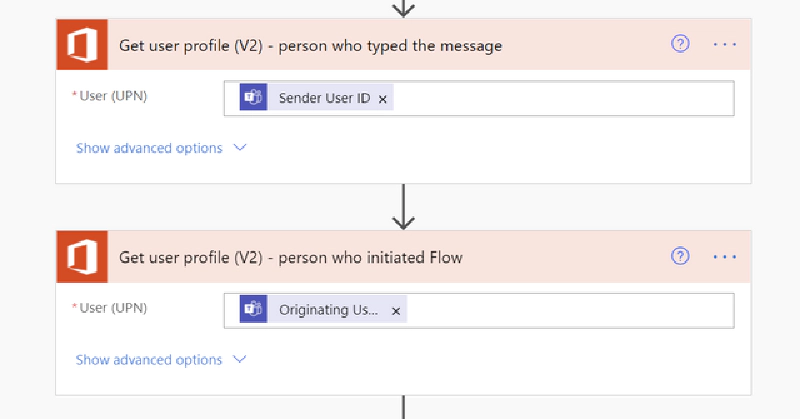 Get user profile (V2) - person who typed the message
* User (UPN)
Sender User ID ×
Show advanced options
Get user profile (V2) - person who initiated Flow
* User (UPN)
Originating Us... ×
Show advanced options